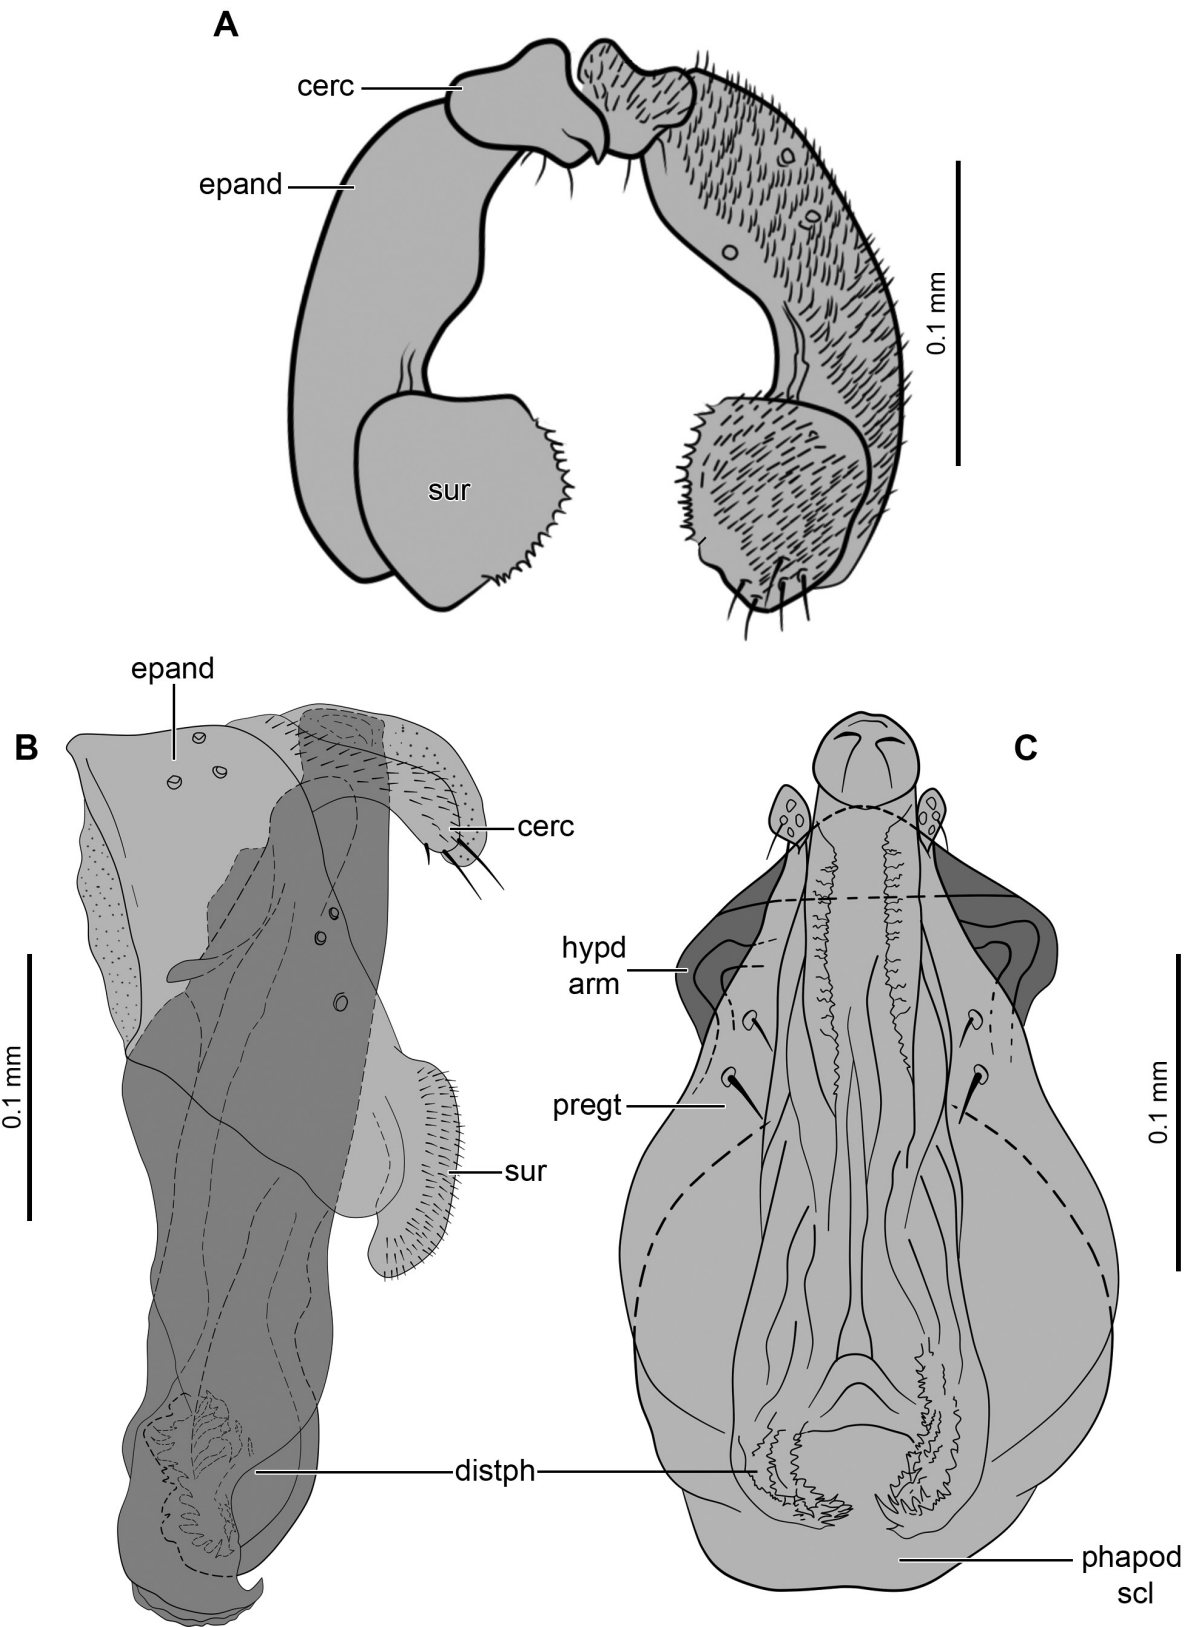 A
cerc
epand
0.1 mm
sur
epand
B
C
cerc
hypd
arm
0.1 mm
pregt
0.1 mm
sur
distph
phapod
scl